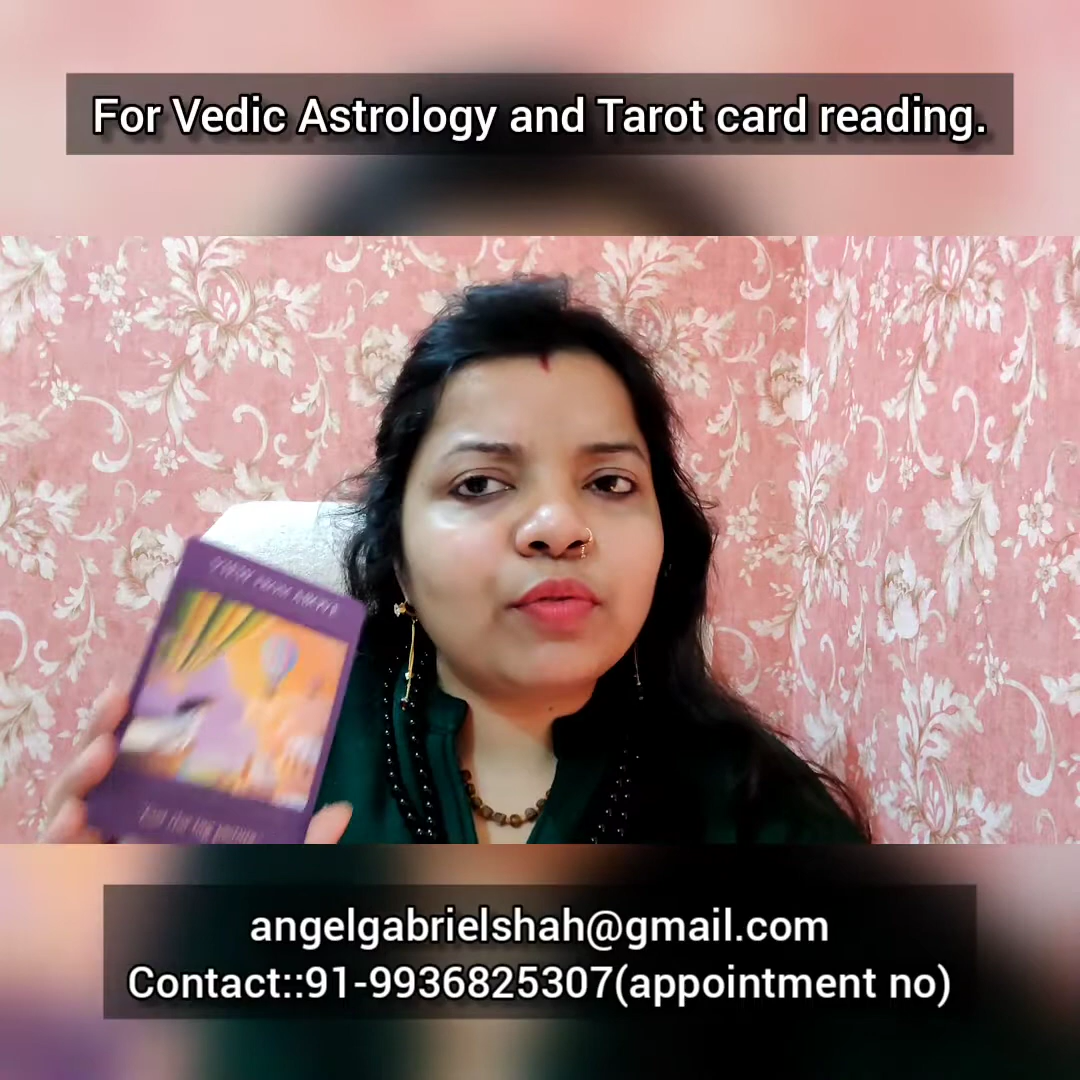 For Vedic Astrology and Tarot card reading.
angelgabrielshah@gmail.com
Contact::91-9936825307(appointment no)